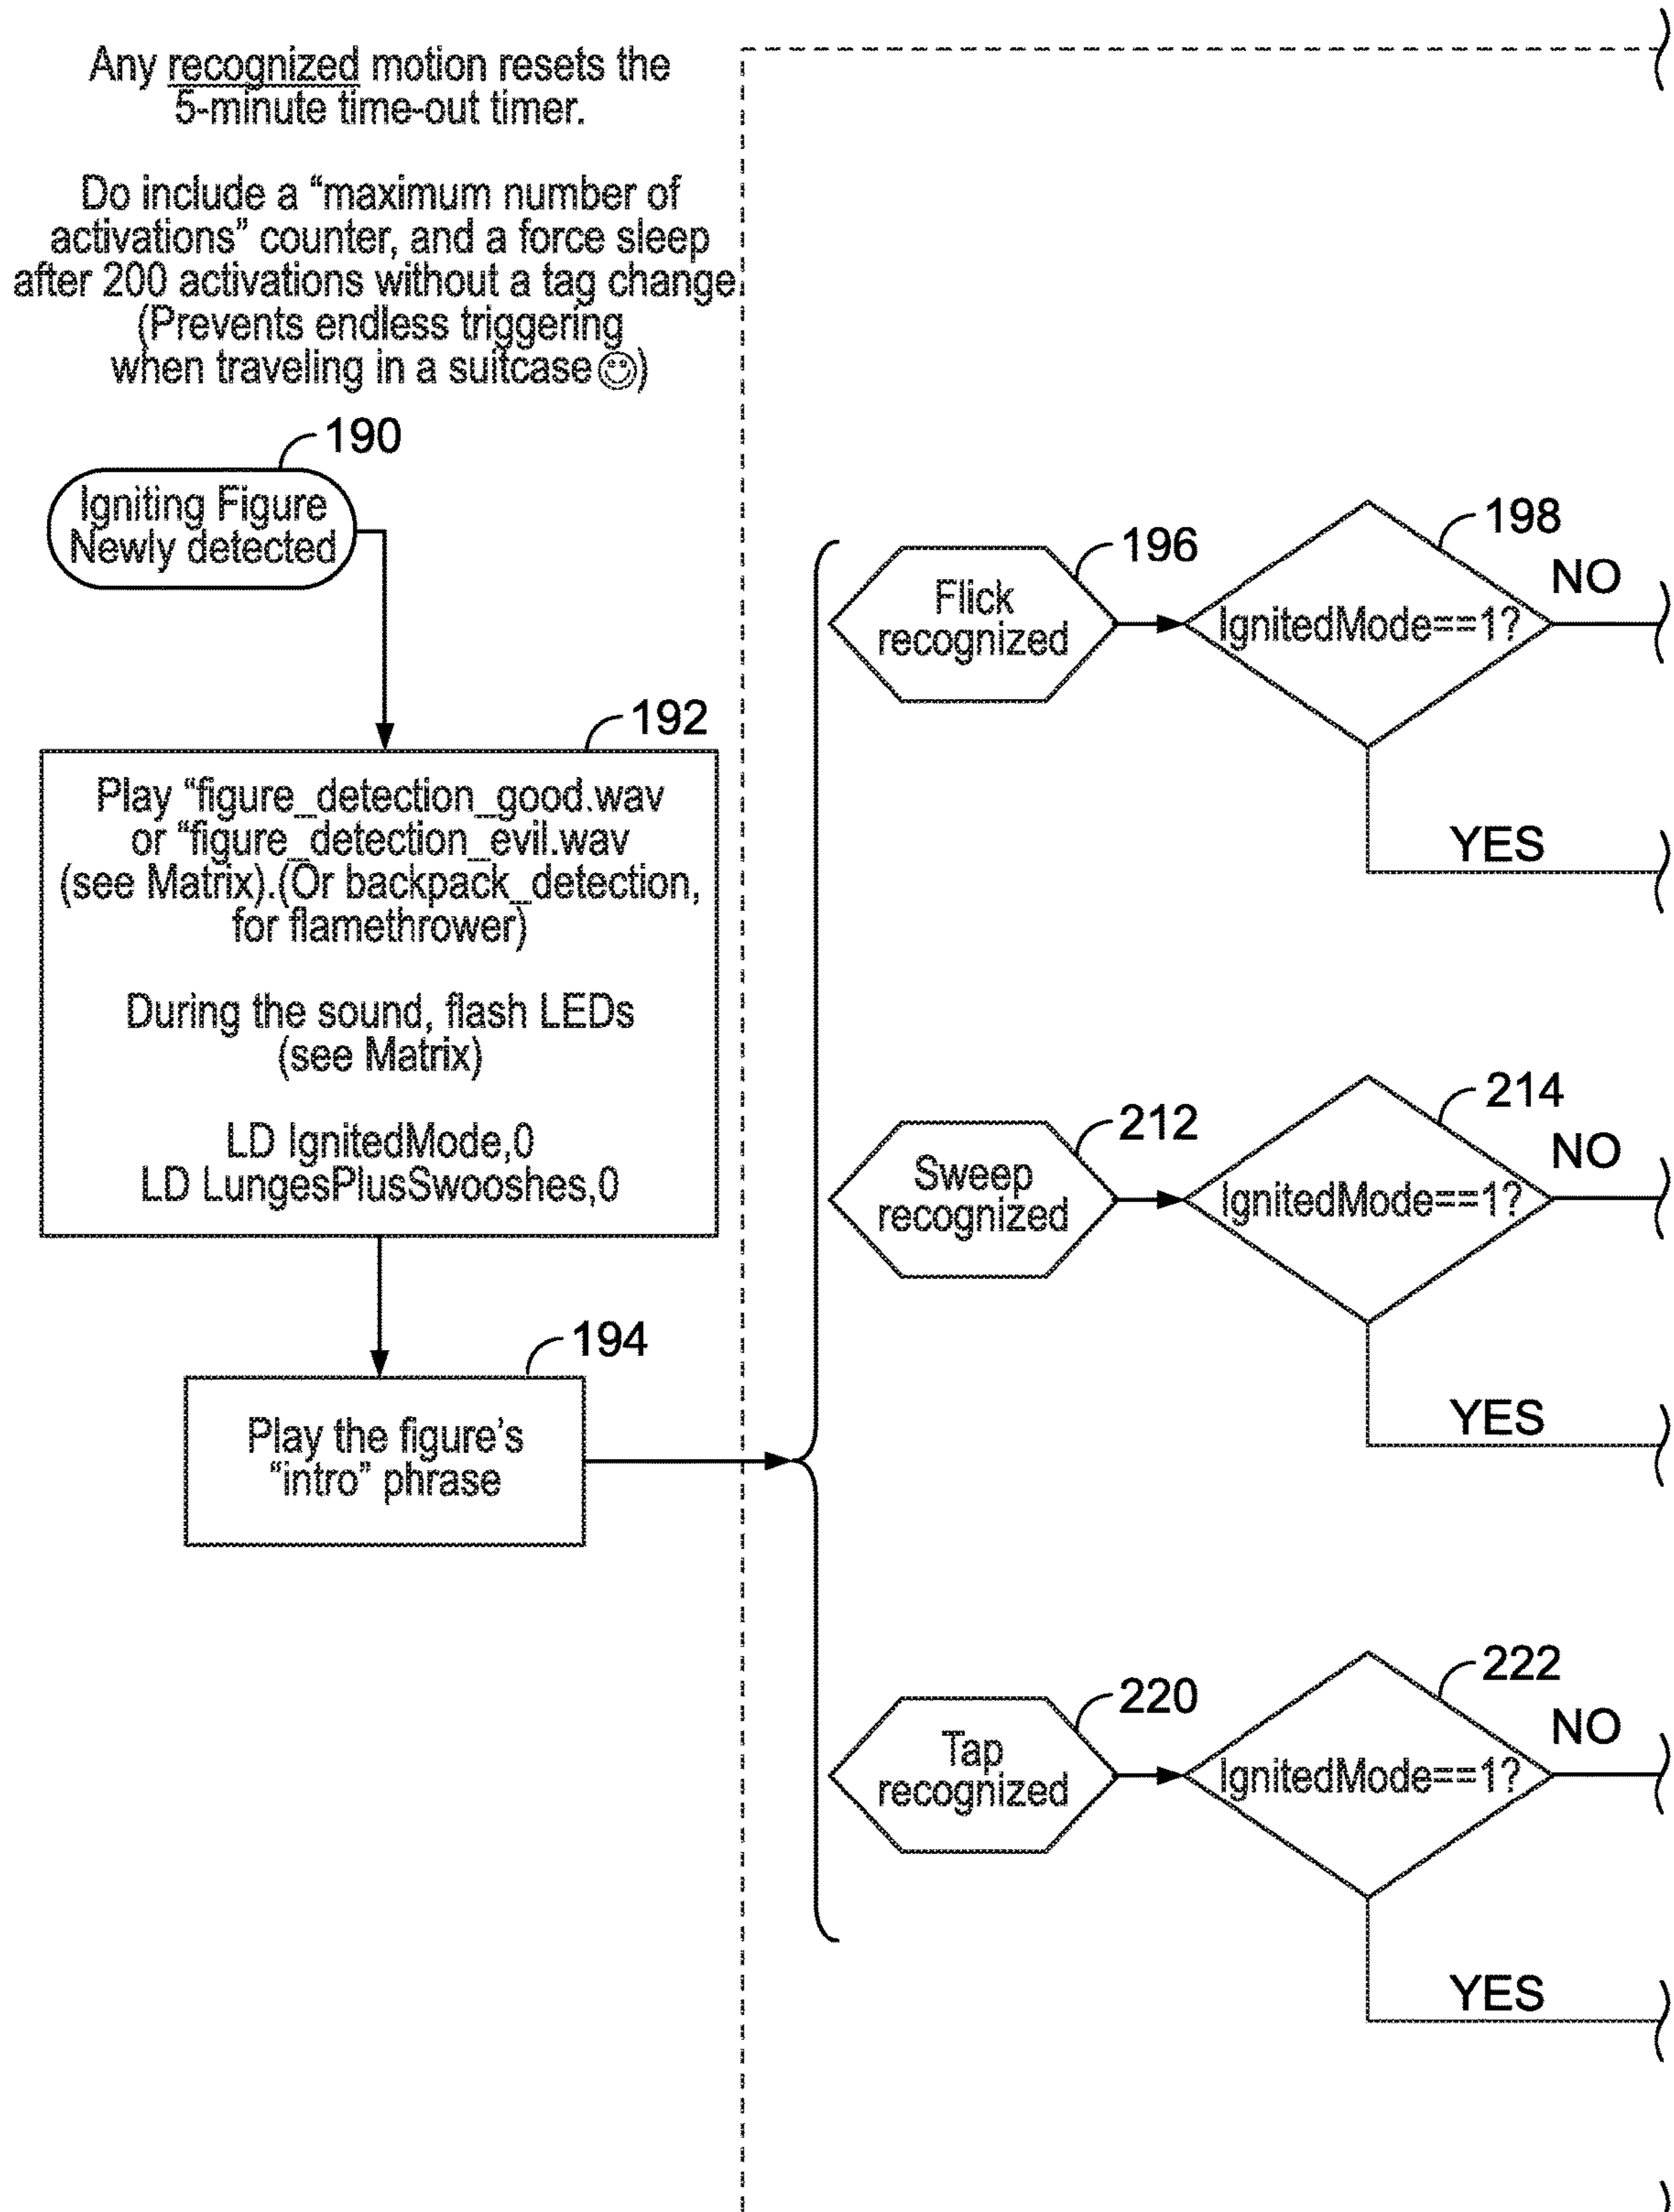 Any recognized motion resets the
5-minute time-out timer.
Do include a “maximum number of
activations” counter, and a force sleep
after 200 activations without a tag change
(Prevents endless triggering
when traveling in a suitcase☺)
190
Igniting Figure
Newly detected
192
Play “figure_detection_good.wav
or “figure_detection_evil.wav
(see Matrix).(Or backpack_detection,
for flamethrower)
During the sound, flash LEDs
(see Matrix)
LD IgnitedMode,0
LD LungesPlusSwooshes,0
194
Play the figure’s
“intro” phrase
196
Flick
recognized
198
IgnitedMode==1?
NO
YES
212
Sweep
recognized
214
IgnitedMode==1?
NO
YES
220
Tap
recognized
222
IgnitedMode==1?
NO
YES